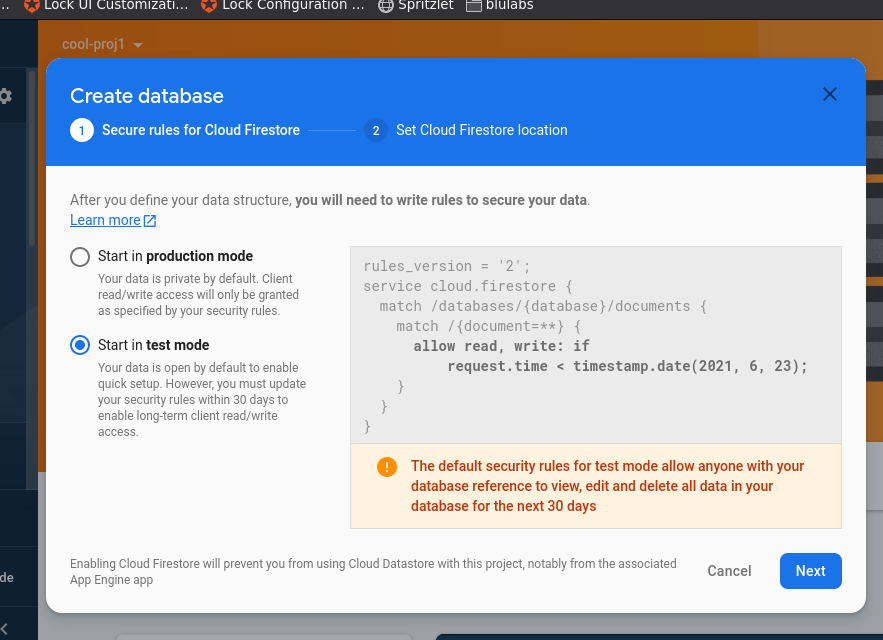 Lock UI Customizati... Lock Configuration ... Spritzlet blulabs
cool-proj1
Create database
1 Secure rules for Cloud Firestore 2 Set Cloud Firestore location
After you define your data structure, you will need to write rules to secure your data.
Learn more
Start in production mode
Your data is private by default. Client
read/write access will only be granted
as specified by your security rules.
Start in test mode
Your data is open by default to enable
quick setup. However, you must update
your security rules within 30 days to
enable long-term client read/write
access.
rules_version = '2';
service cloud.firestore {
match /databases/{database}/documents {
match /{document=**} {
allow read, write: if
request.time < timestamp.date(2021, 6, 23);
}
}
}
The default security rules for test mode allow anyone with your
database reference to view, edit and delete all data in your
database for the next 30 days
Enabling Cloud Firestore will prevent you from using Cloud Datastore with this project, notably from the associated
App Engine app
Cancel Next
de